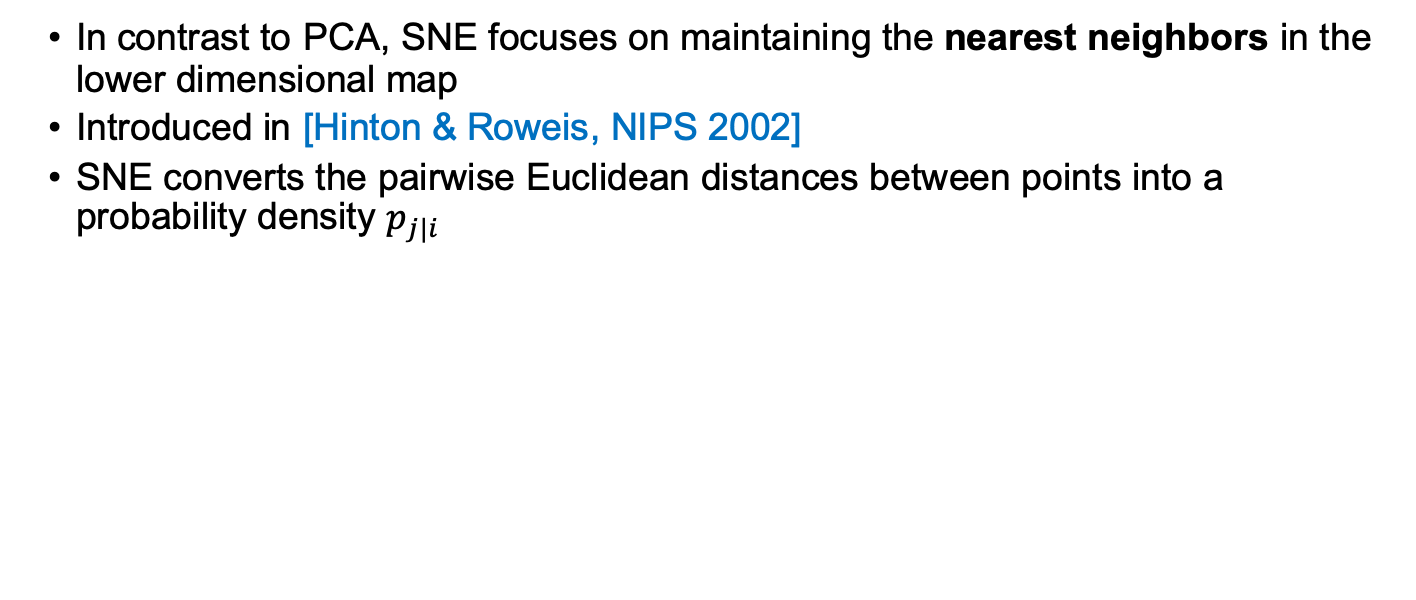 • In contrast to PCA, SNE focuses on maintaining the nearest neighbors in the
lower dimensional map
• Introduced in [Hinton & Roweis, NIPS 2002]
• SNE converts the pairwise Euclidean distances between points into a
probability density 𝑝𝑗|𝑖